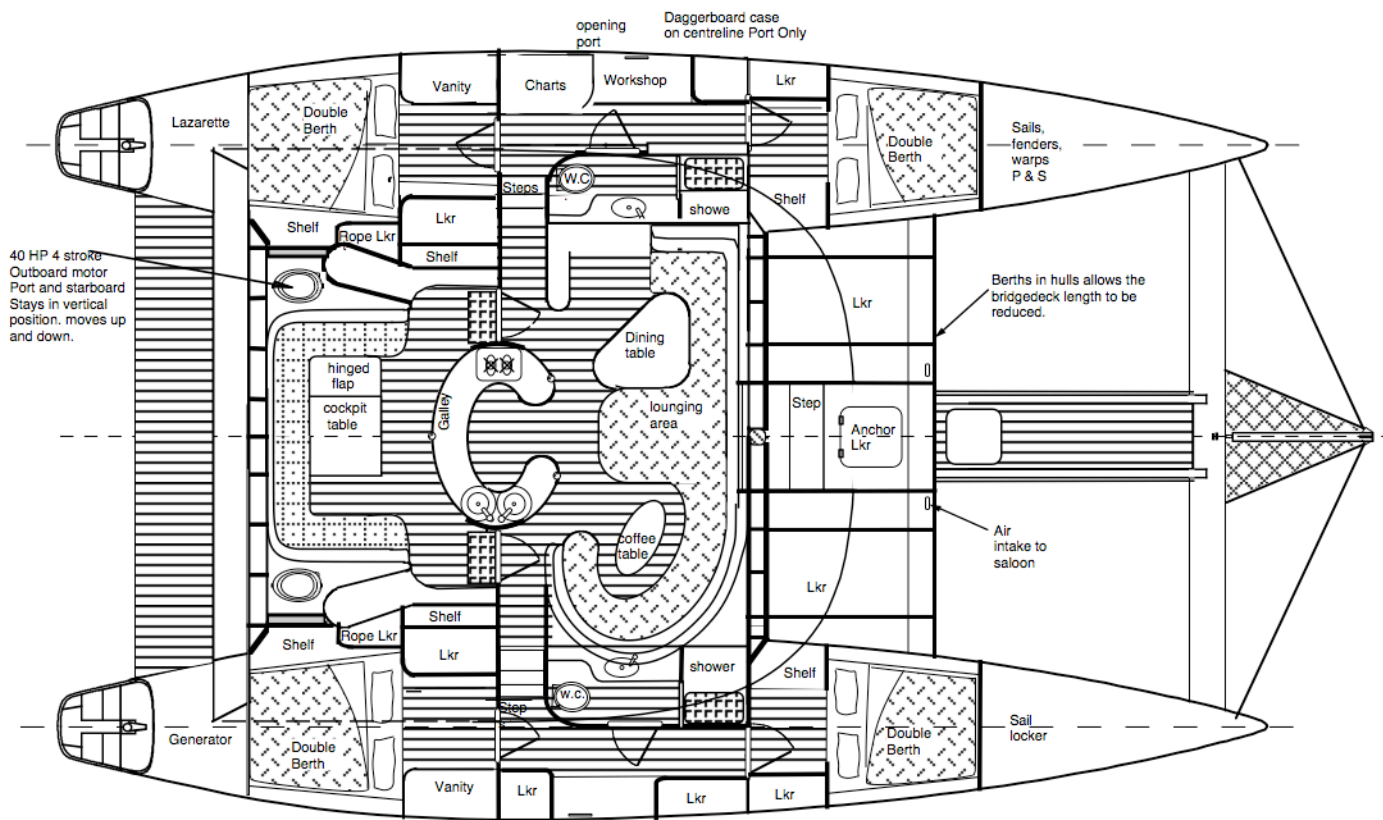 opening
port
Daggerboard case
on centreline Port Only
Vanity
Charts
Workshop
Lkr
Lazarette
Double
Berth
Double
Berth
Sails,
fenders,
warps
P & S
Steps
W.C
Shelf
Rope Lkr
Lkr
Shelf
showe
Shelf
40 HP 4 stroke
Outboard motor
Port and starboard
Stays in vertical
position. moves up
and down.
Lkr
Berths in hulls allows the
bridgedeck length to be
reduced.
Dining
table
hinged
flap
cockpit
table
Galley
lounging
area
Step
Anchor
Lkr
coffee
table
Air
intake to
saloon
Lkr
Shelf
Rope Lkr
Shelf
Lkr
shower
Shelf
W.C.
Step
Generator
Double
Berth
Double
Berth
Sail
locker
Vanity
Lkr
Lkr
Lkr